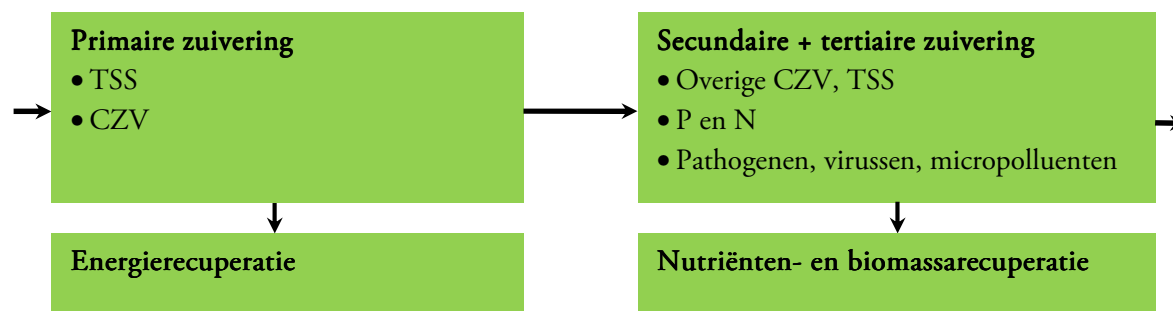 Primaire zuivering
• TSS
• CZV
Secundaire + tertiaire zuivering
• Overige CZV, TSS
• P en N
• Pathogenen, virussen, micropolluenten
Energierecuperatie
Nutriënten- en biomassarecuperatie